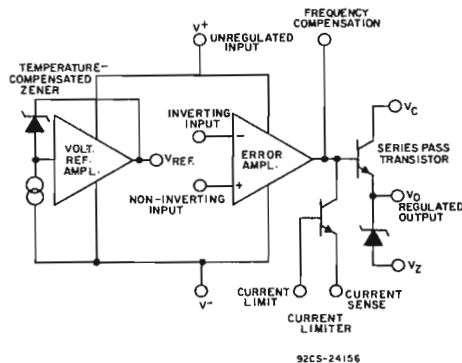 FREQUENCY
COMPENSATION
V+
UNREGULATED
INPUT
TEMPERATURE-
COMPENSATED
ZENER
VC
INVERTING
INPUT
−
SERIES PASS
TRANSISTOR
VOLT.
REF.
AMPL.
VREF.
ERROR
AMPL.
+
NON-INVERTING
INPUT
VO
REGULATED
OUTPUT
VZ
V-
CURRENT
LIMIT
CURRENT
SENSE
CURRENT
LIMITER
92CS-24156